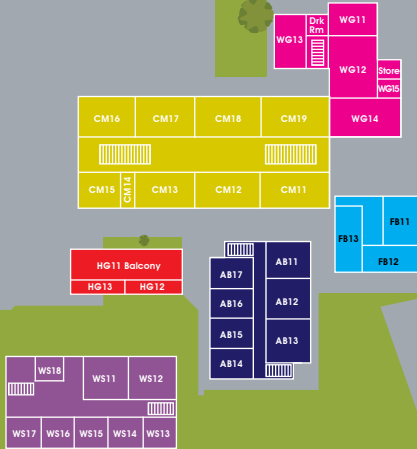 WG11
Drk
Rm
WG13
WG12
Store
WG15
WG14
CM16
CM17
CM18
CM19
CM15
CM14
CM13
CM12
CM11
FB11
FB13
FB12
HG11 Balcony
HG13
HG12
AB17
AB11
AB16
AB12
AB15
AB13
AB14
WS18
WS11
WS12
WS17
WS16
WS15
WS14
WS13